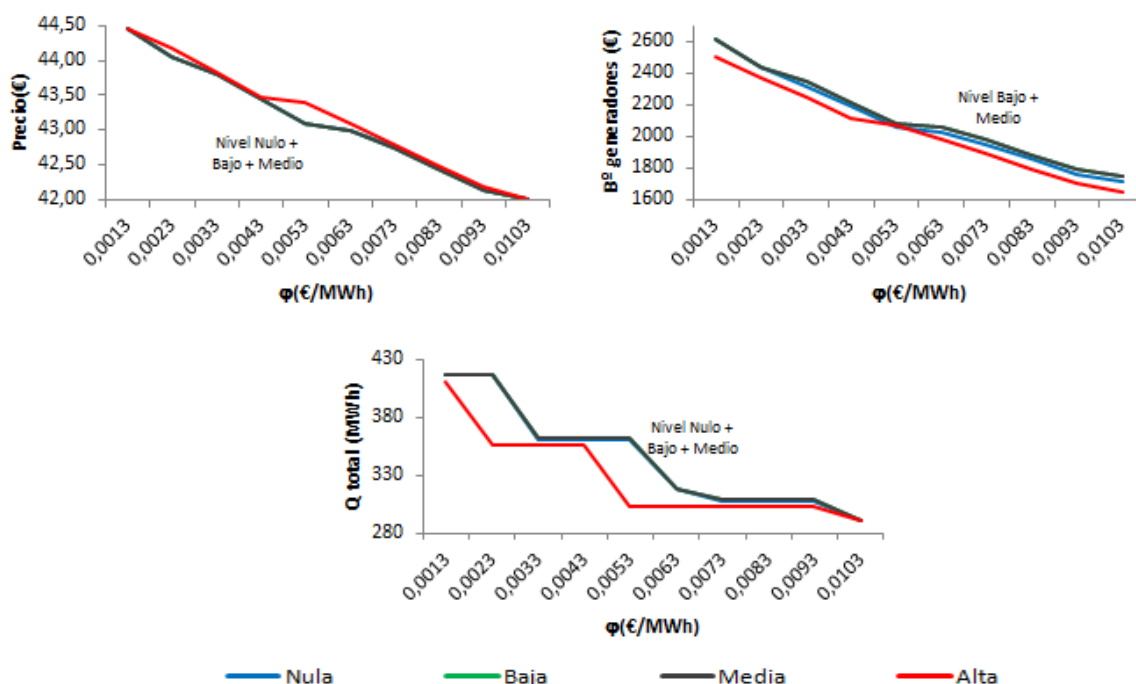 Precio(€)
44,50
44,00
43,50
43,00
42,50
42,00
Nivel Nulo +
Bajo + Medio
0,0013
0,0023
0,0033
0,0043
0,0053
0,0063
0,0073
0,0083
0,0093
0,0103
φ(€/MWh)
Bº generadores (€)
2600
2400
2200
2000
1800
1600
Nivel Bajo +
Medio
0,0013
0,0023
0,0033
0,0043
0,0053
0,0063
0,0073
0,0083
0,0093
0,0103
φ(€/MWh)
Q total (MWh)
430
380
330
280
Nivel Nulo +
Bajo + Medio
0,0013
0,0023
0,0033
0,0043
0,0053
0,0063
0,0073
0,0083
0,0093
0,0103
φ(€/MWh)
Nula
Baja
Media
Alta